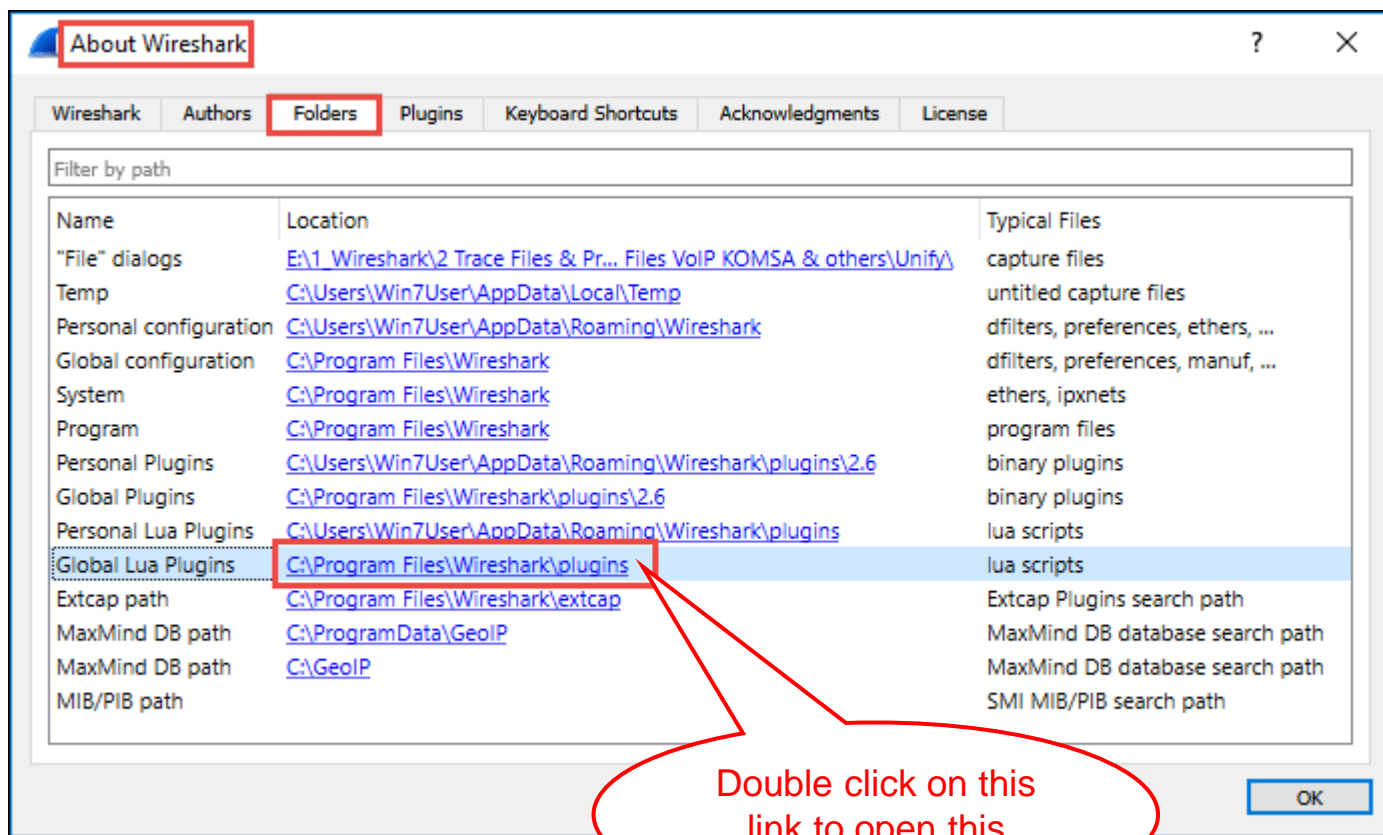 About Wireshark ?
Wireshark Authors Folders Plugins Keyboard Shortcuts Acknowledgments License
Filter by path
Name Location Typical Files
"File" dialogs E:\1_Wireshark\2 Trace Files & Pr... Files VoIP KOMSA & others\Unify\ capture files
Temp C:\Users\Win7User\AppData\Local\Temp untitled capture files
Personal configuration C:\Users\Win7User\AppData\Roaming\Wireshark dfilters, preferences, ethers, ...
Global configuration C:\Program Files\Wireshark dfilters, preferences, manuf, ...
System C:\Program Files\Wireshark ethers, ipxnets
Program C:\Program Files\Wireshark program files
Personal Plugins C:\Users\Win7User\AppData\Roaming\Wireshark\plugins\2.6 binary plugins
Global Plugins C:\Program Files\Wireshark\plugins\2.6 binary plugins
Personal Lua Plugins C:\Users\Win7User\AppData\Roaming\Wireshark\plugins lua scripts
Global Lua Plugins C:\Program Files\Wireshark\plugins lua scripts
Extcap path C:\Program Files\Wireshark\extcap Extcap Plugins search path
MaxMind DB path C:\ProgramData\GeoIP MaxMind DB database search path
MaxMind DB path C:\GeoIP MaxMind DB database search path
MIB/PIB path SMI MIB/PIB search path
Double click on this
link to open this
OK